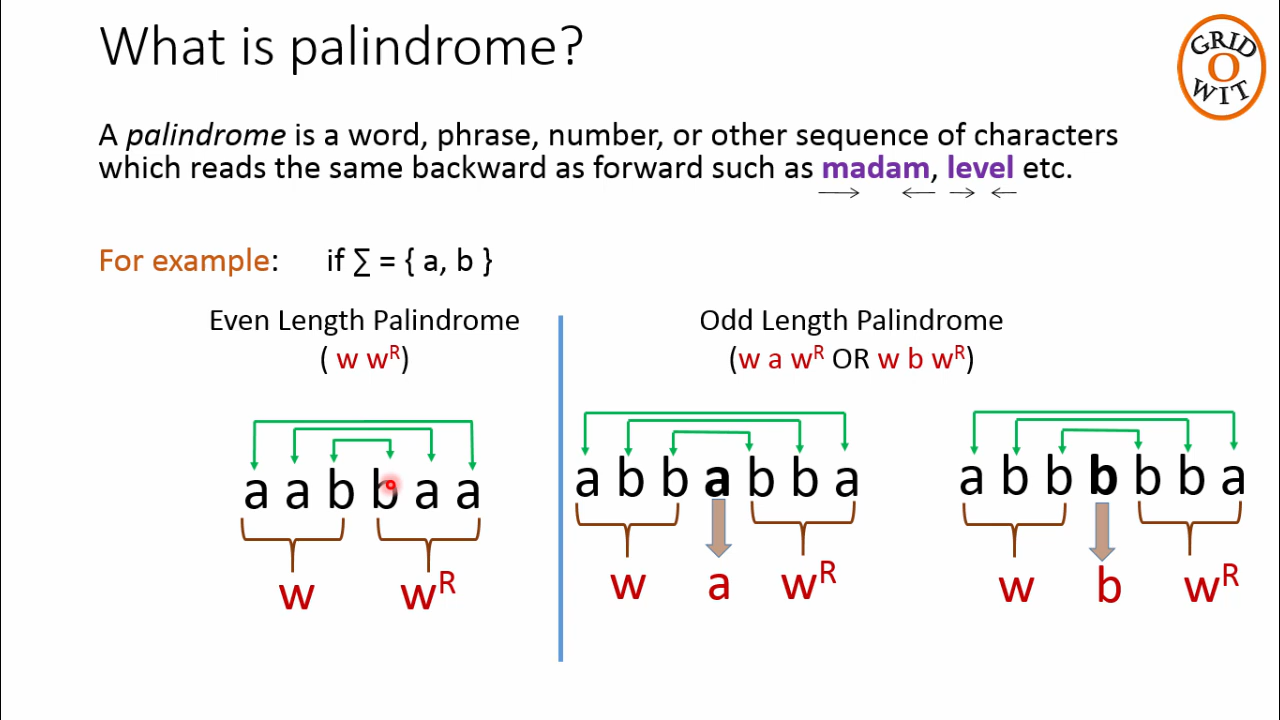 What is palindrome?
GRID
O
WIT
A palindrome is a word, phrase, number, or other sequence of characters
which reads the same backward as forward such as madam, level etc.
For example: if ∑ = { a, b }
Even Length Palindrome
( w wᴿ)
a a b b a a
w wᴿ
Odd Length Palindrome
(w a wᴿ OR w b wᴿ)
a b b a b b a
w a wᴿ
a b b b b b a
w b wᴿ